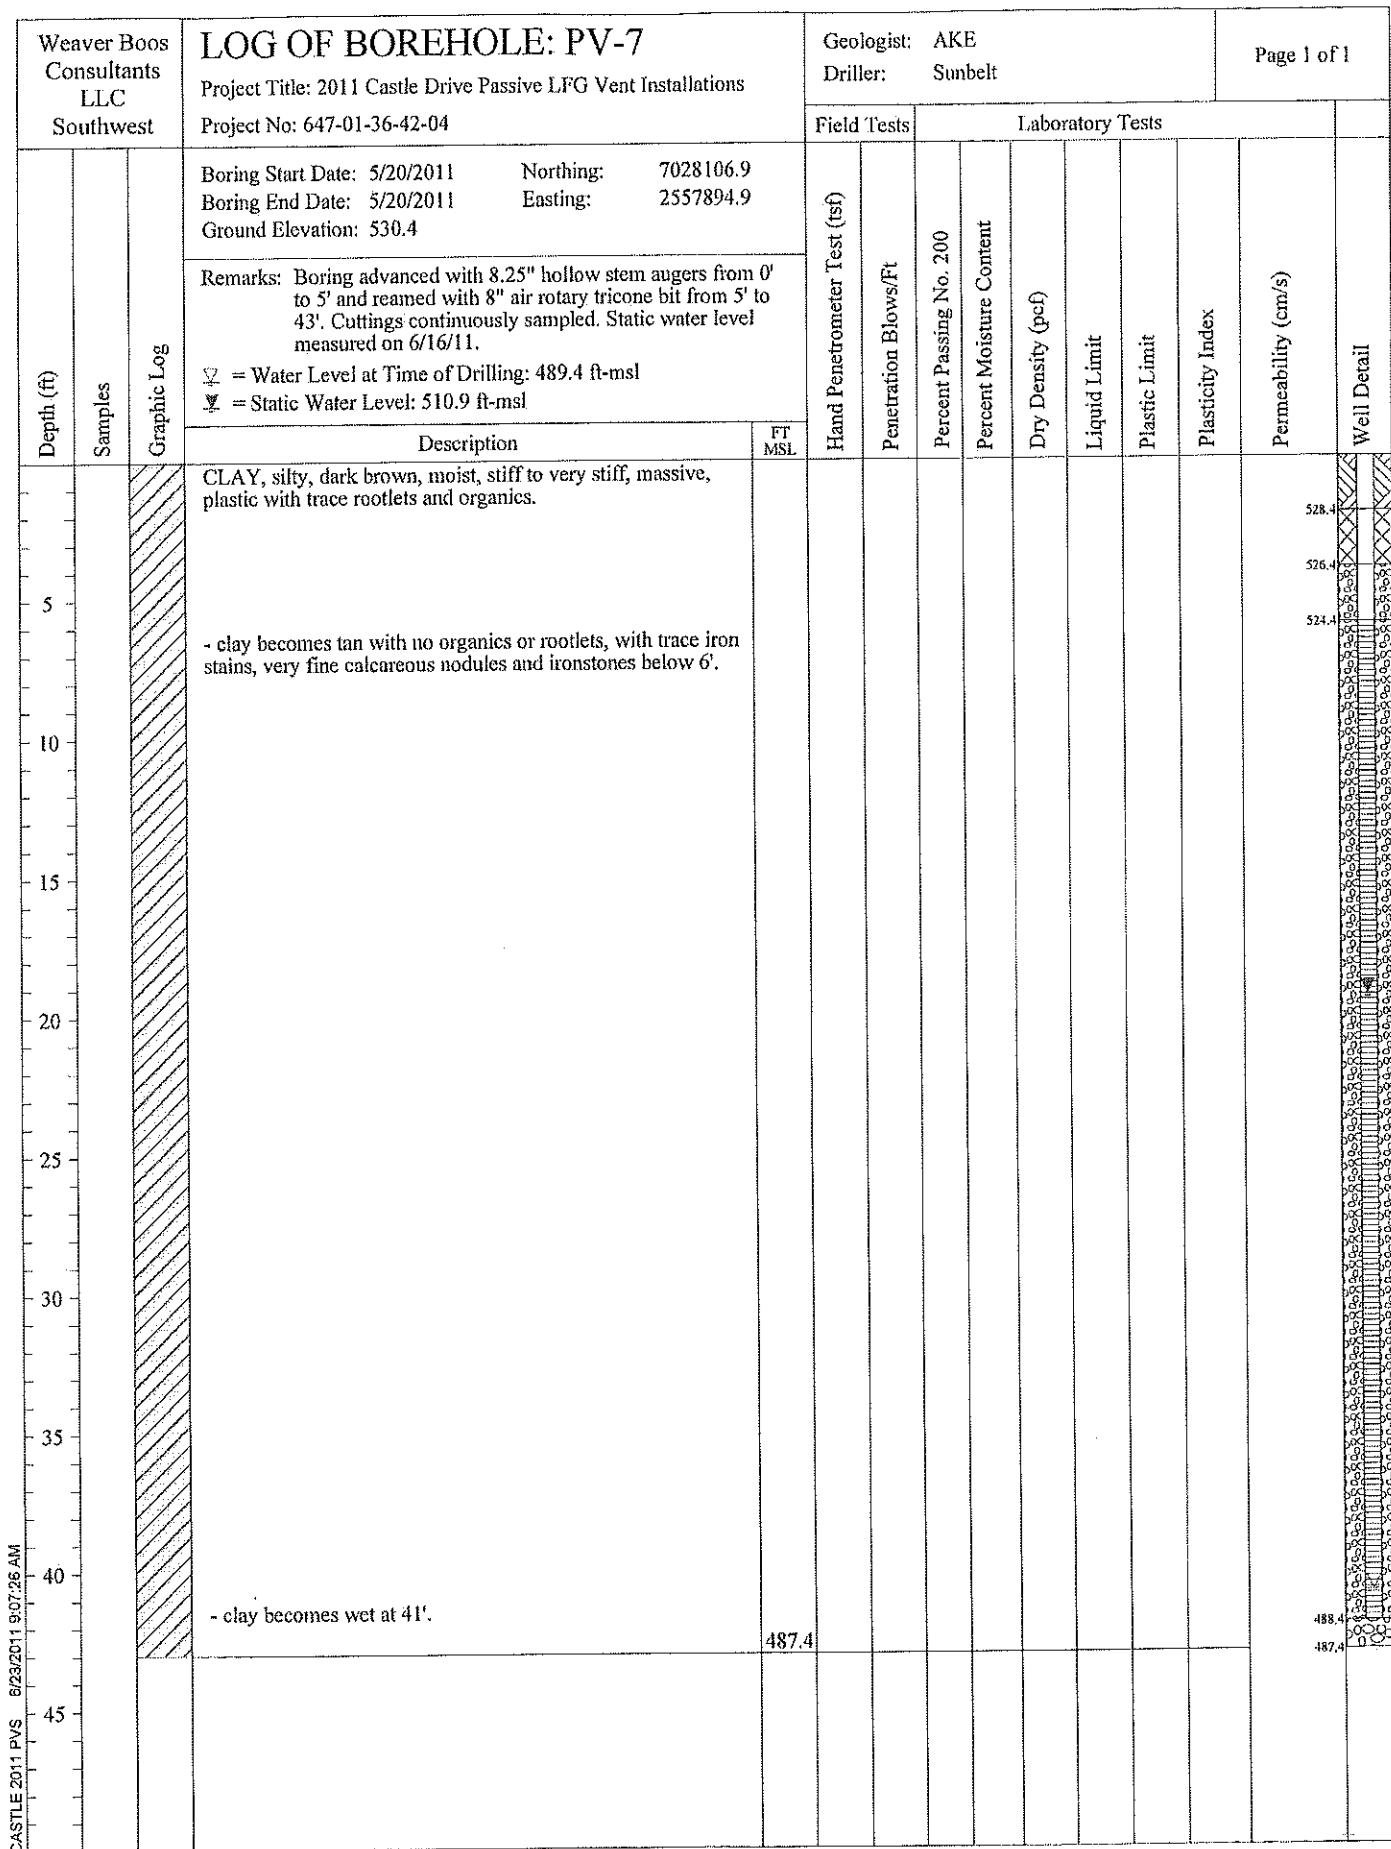 Weaver Boos
Consultants
LLC
Southwest
LOG OF BOREHOLE: PV-7
Project Title: 2011 Castle Drive Passive LFG Vent Installations
Project No: 647-01-36-42-04
Geologist: AKE
Driller: Sunbelt
Page 1 of 1
Field Tests
Laboratory Tests
Boring Start Date: 5/20/2011 Northing: 7028106.9
Boring End Date: 5/20/2011 Easting: 2557894.9
Ground Elevation: 530.4
Remarks: Boring advanced with 8.25" hollow stem augers from 0'
to 5' and reamed with 8" air rotary tricone bit from 5' to
43'. Cuttings continuously sampled. Static water level
measured on 6/16/11.
= Water Level at Time of Drilling: 489.4 ft-msl
= Static Water Level: 510.9 ft-msl
Depth (ft)
Samples
Graphic Log
Description
FT
MSL
Hand Penetrometer Test (tsf)
Penetration Blows/Ft
Percent Passing No. 200
Percent Moisture Content
Dry Density (pcf)
Liquid Limit
Plastic Limit
Plasticity Index
Permeability (cm/s)
Well Detail
CLAY, silty, dark brown, moist, stiff to very stiff, massive,
plastic with trace rootlets and organics.
528.4
526.4
5
524.4
- clay becomes tan with no organics or rootlets, with trace iron
stains, very fine calcareous nodules and ironstones below 6'.
10
15
20
25
30
35
40
- clay becomes wet at 41'.
488.4
487.4
487.4
45
CASTLE 2011 PVS 6/23/2011 9:07:26 AM